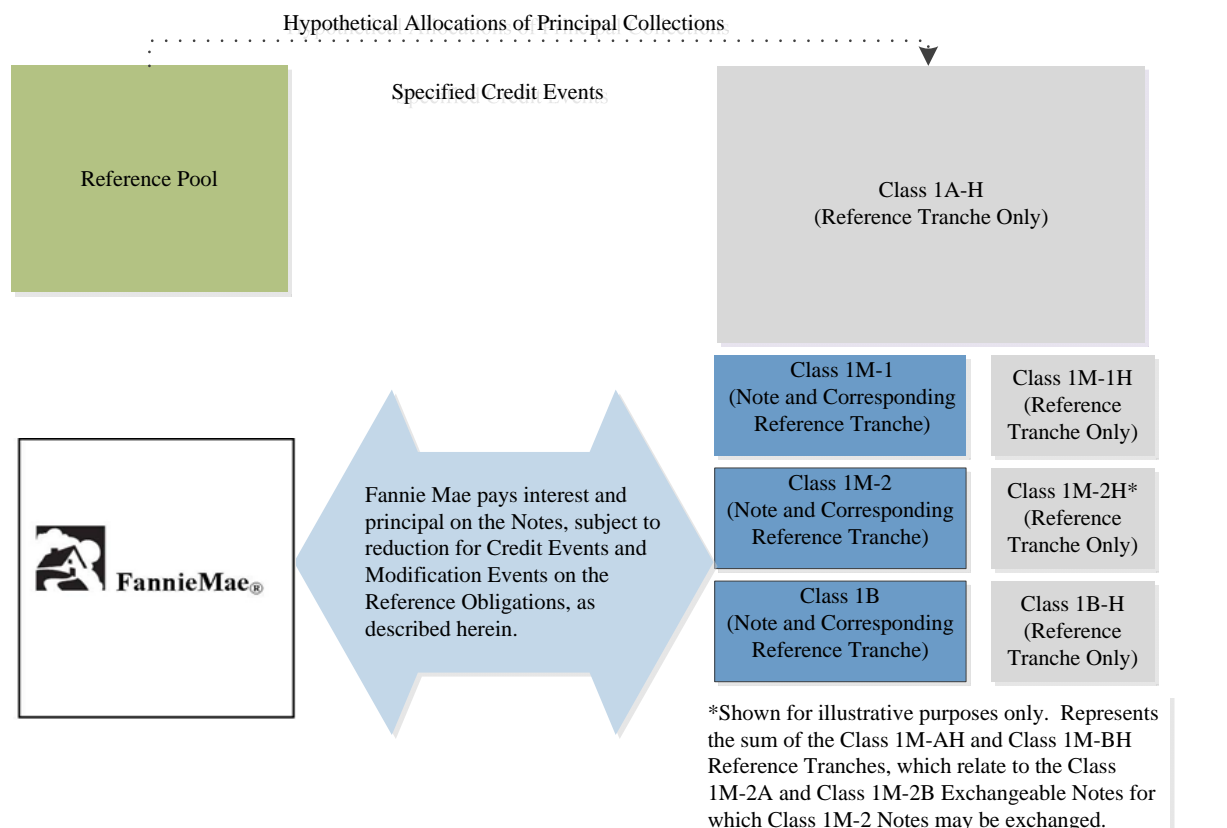 Hypothetical Allocations of Principal Collections
Specified Credit Events
Reference Pool
Class 1A-H
(Reference Tranche Only)
Class 1M-1
(Note and Corresponding
Reference Tranche)
Class 1M-1H
(Reference
Tranche Only)
Class 1M-2
(Note and Corresponding
Reference Tranche)
Class 1M-2H*
(Reference
Tranche Only)
Class 1B
(Note and Corresponding
Reference Tranche)
Class 1B-H
(Reference
Tranche Only)
FannieMae®
Fannie Mae pays interest and
principal on the Notes, subject to
reduction for Credit Events and
Modification Events on the
Reference Obligations, as
described herein.
*Shown for illustrative purposes only.  Represents
the sum of the Class 1M-AH and Class 1M-BH
Reference Tranches, which relate to the Class
1M-2A and Class 1M-2B Exchangeable Notes for
which Class 1M-2 Notes may be exchanged.